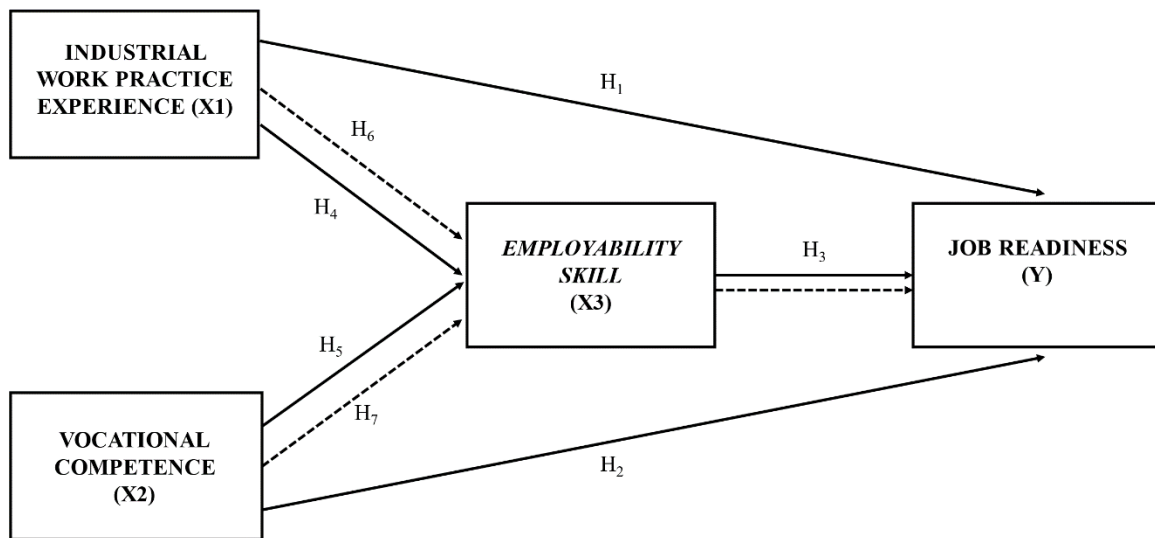 INDUSTRIAL
WORK PRACTICE
EXPERIENCE (X1)
H₁
H₆
H₄
EMPLOYABILITY
SKILL
(X3)
H₃
JOB READINESS
(Y)
H₅
H₇
VOCATIONAL
COMPETENCE
(X2)
H₂